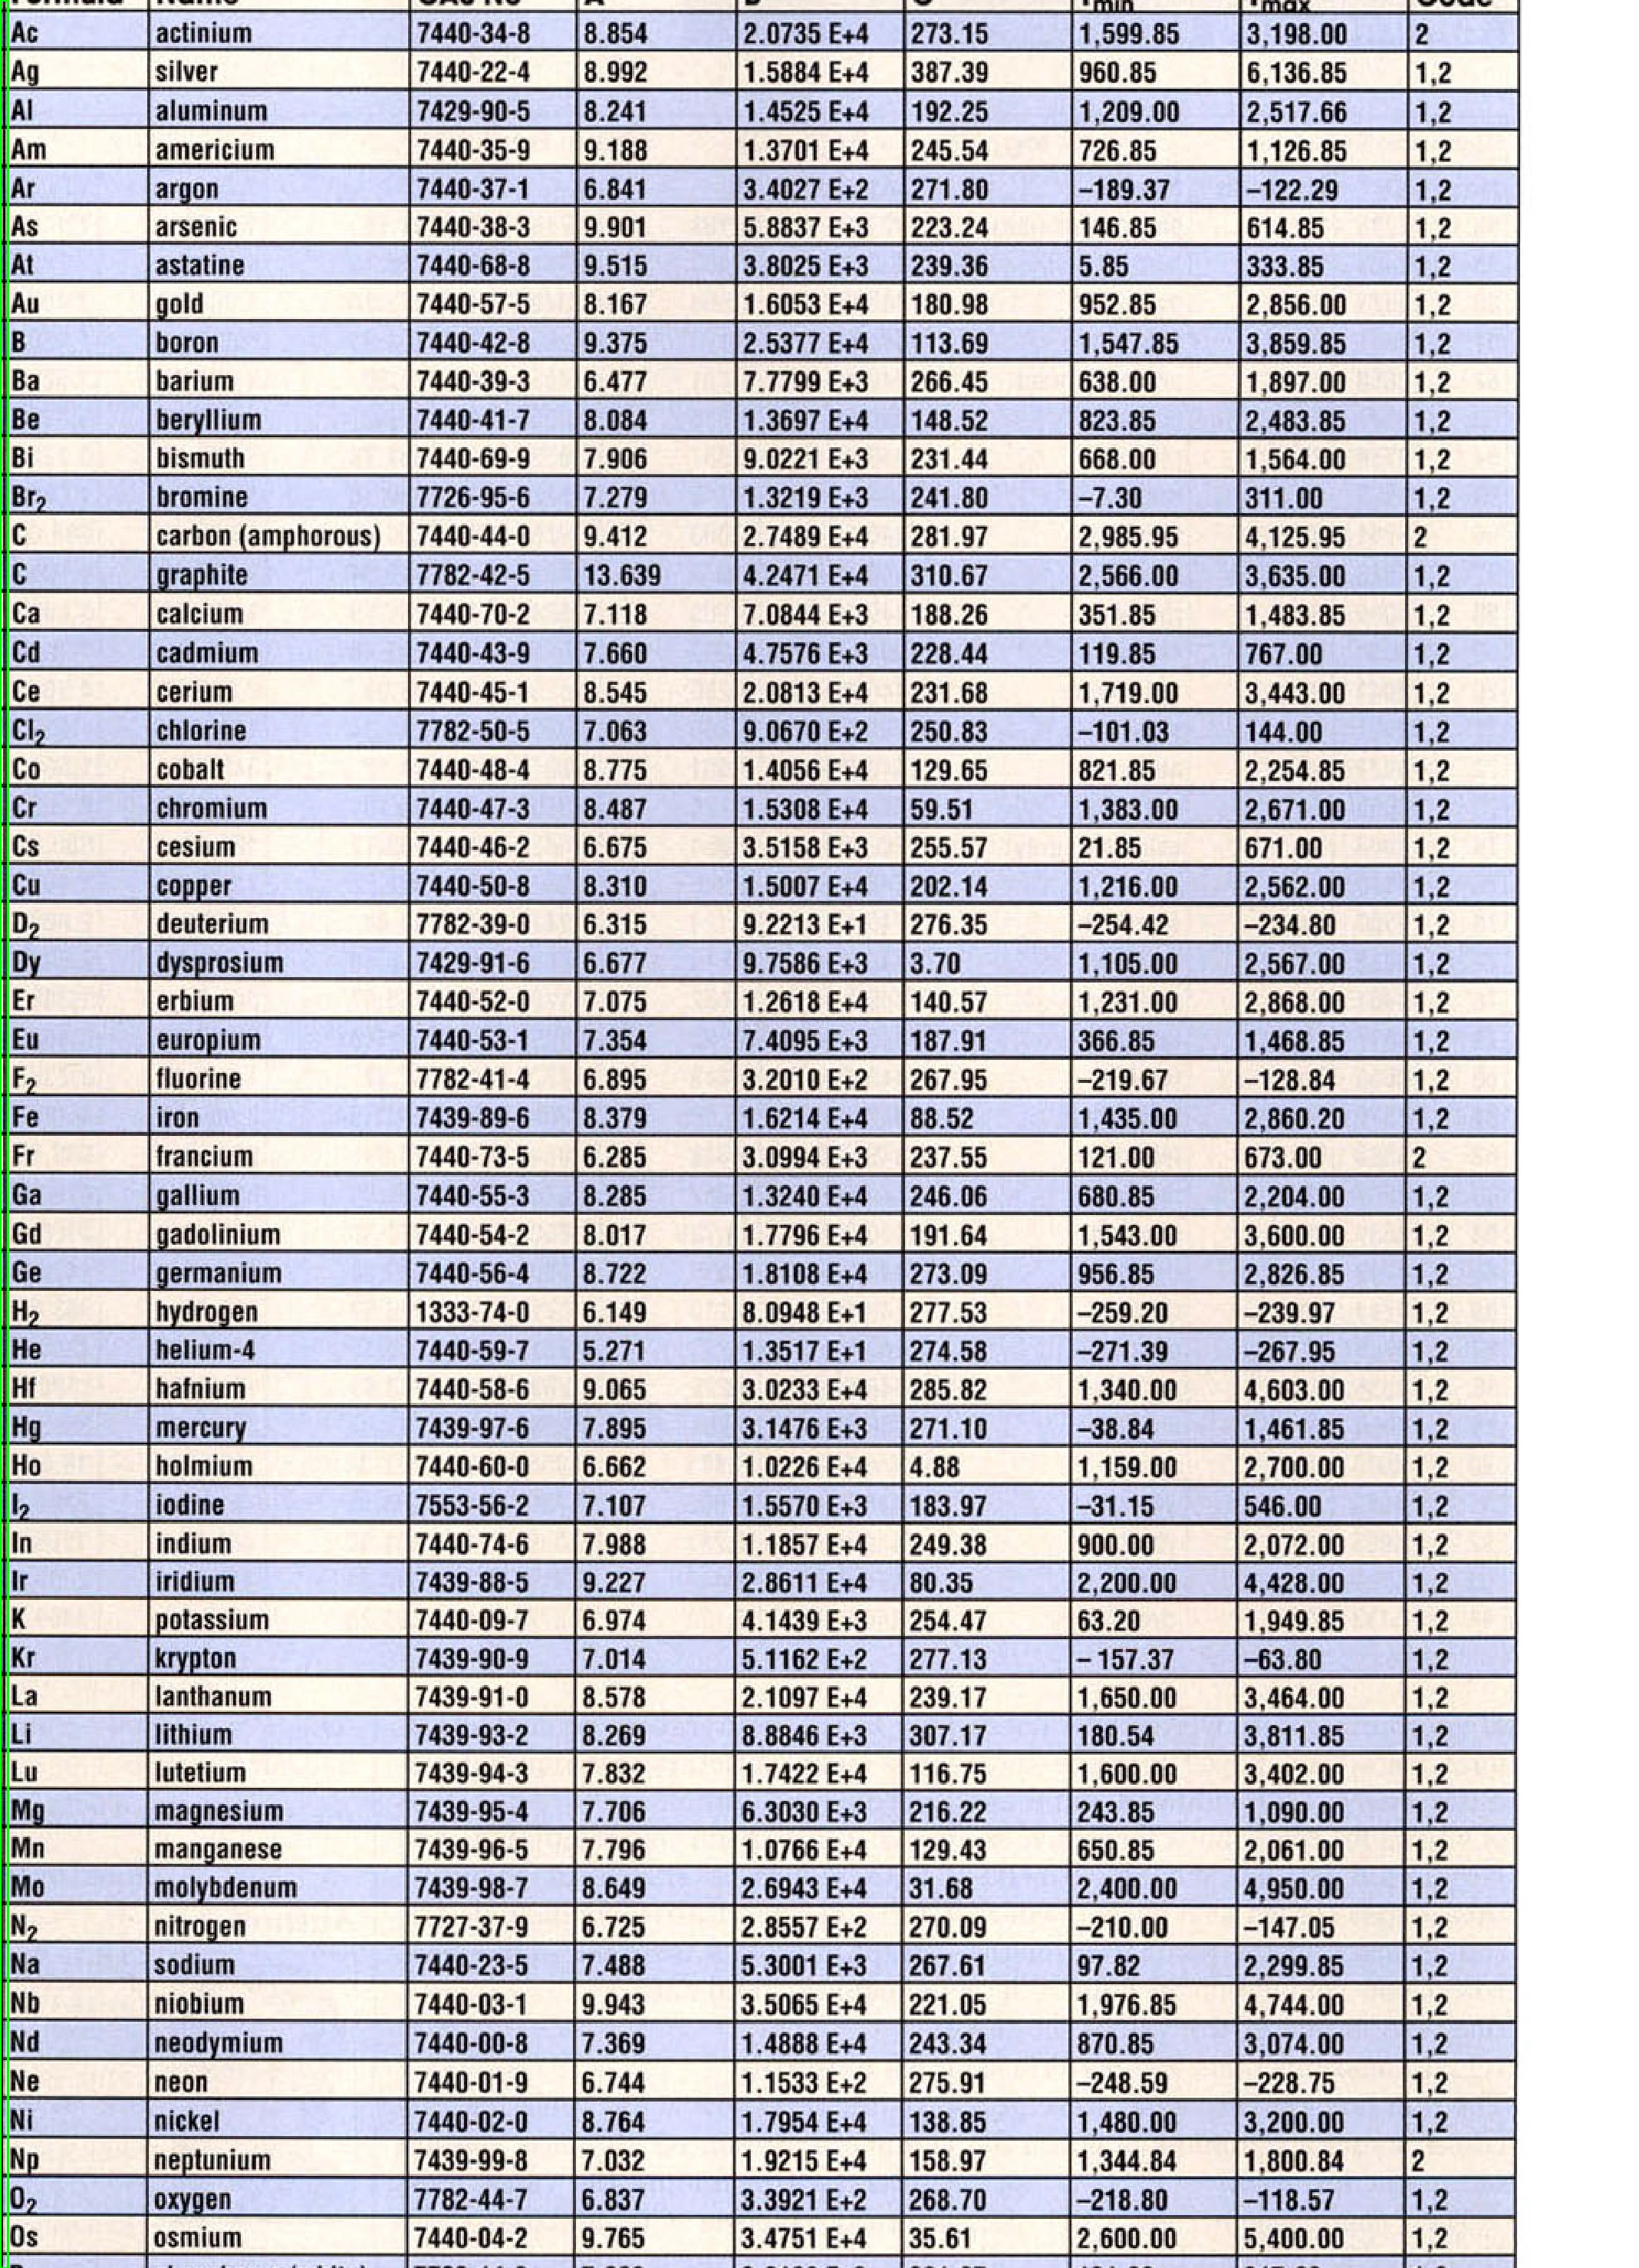 Formula Name CAS No A B C Tmin Tmax Code
Ac actinium 7440-34-8 8.854 2.0735 E+4 273.15 1,599.85 3,198.00 2
Ag silver 7440-22-4 8.992 1.5884 E+4 387.39 960.85 6,136.85 1,2
Al aluminum 7429-90-5 8.241 1.4525 E+4 192.25 1,209.00 2,517.66 1,2
Am americium 7440-35-9 9.188 1.3701 E+4 245.54 726.85 1,126.85 1,2
Ar argon 7440-37-1 6.841 3.4027 E+2 271.80 –189.37 –122.29 1,2
As arsenic 7440-38-3 9.901 5.8837 E+3 223.24 146.85 614.85 1,2
At astatine 7440-68-8 9.515 3.8025 E+3 239.36 5.85 333.85 1,2
Au gold 7440-57-5 8.167 1.6053 E+4 180.98 952.85 2,856.00 1,2
B boron 7440-42-8 9.375 2.5377 E+4 113.69 1,547.85 3,859.85 1,2
Ba barium 7440-39-3 6.477 7.7799 E+3 266.45 638.00 1,897.00 1,2
Be beryllium 7440-41-7 8.084 1.3697 E+4 148.52 823.85 2,483.85 1,2
Bi bismuth 7440-69-9 7.906 9.0221 E+3 231.44 668.00 1,564.00 1,2
Br2 bromine 7726-95-6 7.279 1.3219 E+3 241.80 –7.30 311.00 1,2
C carbon (amphorous) 7440-44-0 9.412 2.7489 E+4 281.97 2,985.95 4,125.95 2
C graphite 7782-42-5 13.639 4.2471 E+4 310.67 2,566.00 3,635.00 1,2
Ca calcium 7440-70-2 7.118 7.0844 E+3 188.26 351.85 1,483.85 1,2
Cd cadmium 7440-43-9 7.660 4.7576 E+3 228.44 119.85 767.00 1,2
Ce cerium 7440-45-1 8.545 2.0813 E+4 231.68 1,719.00 3,443.00 1,2
Cl2 chlorine 7782-50-5 7.063 9.0670 E+2 250.83 –101.03 144.00 1,2
Co cobalt 7440-48-4 8.775 1.4056 E+4 129.65 821.85 2,254.85 1,2
Cr chromium 7440-47-3 8.487 1.5308 E+4 59.51 1,383.00 2,671.00 1,2
Cs cesium 7440-46-2 6.675 3.5158 E+3 255.57 21.85 671.00 1,2
Cu copper 7440-50-8 8.310 1.5007 E+4 202.14 1,216.00 2,562.00 1,2
D2 deuterium 7782-39-0 6.315 9.2213 E+1 276.35 –254.42 –234.80 1,2
Dy dysprosium 7429-91-6 6.677 9.7586 E+3 3.70 1,105.00 2,567.00 1,2
Er erbium 7440-52-0 7.075 1.2618 E+4 140.57 1,231.00 2,868.00 1,2
Eu europium 7440-53-1 7.354 7.4095 E+3 187.91 366.85 1,468.85 1,2
F2 fluorine 7782-41-4 6.895 3.2010 E+2 267.95 –219.67 –128.84 1,2
Fe iron 7439-89-6 8.379 1.6214 E+4 88.52 1,435.00 2,860.20 1,2
Fr francium 7440-73-5 6.285 3.0994 E+3 237.55 121.00 673.00 2
Ga gallium 7440-55-3 8.285 1.3240 E+4 246.06 680.85 2,204.00 1,2
Gd gadolinium 7440-54-2 8.017 1.7796 E+4 191.64 1,543.00 3,600.00 1,2
Ge germanium 7440-56-4 8.722 1.8108 E+4 273.09 956.85 2,826.85 1,2
H2 hydrogen 1333-74-0 6.149 8.0948 E+1 277.53 –259.20 –239.97 1,2
He helium-4 7440-59-7 5.271 1.3517 E+1 274.58 –271.39 –267.95 1,2
Hf hafnium 7440-58-6 9.065 3.0233 E+4 285.82 1,340.00 4,603.00 1,2
Hg mercury 7439-97-6 7.895 3.1476 E+3 271.10 –38.84 1,461.85 1,2
Ho holmium 7440-60-0 6.662 1.0226 E+4 4.88 1,159.00 2,700.00 1,2
I2 iodine 7553-56-2 7.107 1.5570 E+3 183.97 –31.15 546.00 1,2
In indium 7440-74-6 7.988 1.1857 E+4 249.38 900.00 2,072.00 1,2
Ir iridium 7439-88-5 9.227 2.8611 E+4 80.35 2,200.00 4,428.00 1,2
K potassium 7440-09-7 6.974 4.1439 E+3 254.47 63.20 1,949.85 1,2
Kr krypton 7439-90-9 7.014 5.1162 E+2 277.13 – 157.37 –63.80 1,2
La lanthanum 7439-91-0 8.578 2.1097 E+4 239.17 1,650.00 3,464.00 1,2
Li lithium 7439-93-2 8.269 8.8846 E+3 307.17 180.54 3,811.85 1,2
Lu lutetium 7439-94-3 7.832 1.7422 E+4 116.75 1,600.00 3,402.00 1,2
Mg magnesium 7439-95-4 7.706 6.3030 E+3 216.22 243.85 1,090.00 1,2
Mn manganese 7439-96-5 7.796 1.0766 E+4 129.43 650.85 2,061.00 1,2
Mo molybdenum 7439-98-7 8.649 2.6943 E+4 31.68 2,400.00 4,950.00 1,2
N2 nitrogen 7727-37-9 6.725 2.8557 E+2 270.09 –210.00 –147.05 1,2
Na sodium 7440-23-5 7.488 5.3001 E+3 267.61 97.82 2,299.85 1,2
Nb niobium 7440-03-1 9.943 3.5065 E+4 221.05 1,976.85 4,744.00 1,2
Nd neodymium 7440-00-8 7.369 1.4888 E+4 243.34 870.85 3,074.00 1,2
Ne neon 7440-01-9 6.744 1.1533 E+2 275.91 –248.59 –228.75 1,2
Ni nickel 7440-02-0 8.764 1.7954 E+4 138.85 1,480.00 3,200.00 1,2
Np neptunium 7439-99-8 7.032 1.9215 E+4 158.97 1,344.84 1,800.84 2
O2 oxygen 7782-44-7 6.837 3.3921 E+2 268.70 –218.80 –118.57 1,2
Os osmium 7440-04-2 9.765 3.4751 E+4 35.61 2,600.00 5,400.00 1,2